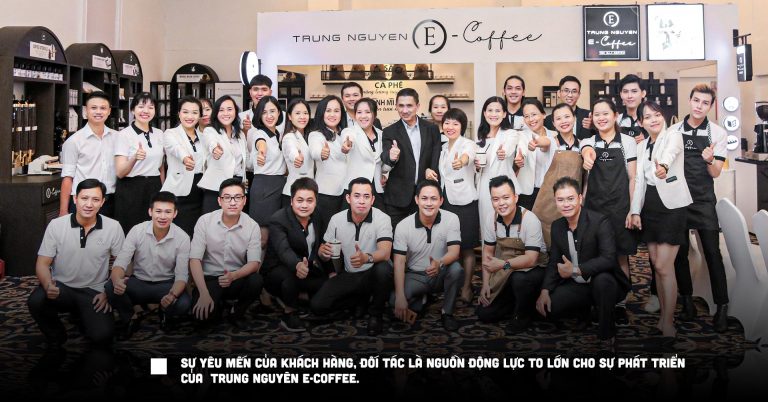 TRUNG NGUYEN E - Coffee
E
TRUNG NGUYEN
E - Coffee
CÀ PHÊ
SỰ YÊU MẾN CỦA KHÁCH HÀNG, ĐỐI TÁC LÀ NGUỒN ĐỘNG LỰC TO LỚN CHO SỰ PHÁT TRIỂN
CỦA TRUNG NGUYÊN E-COFFEE.